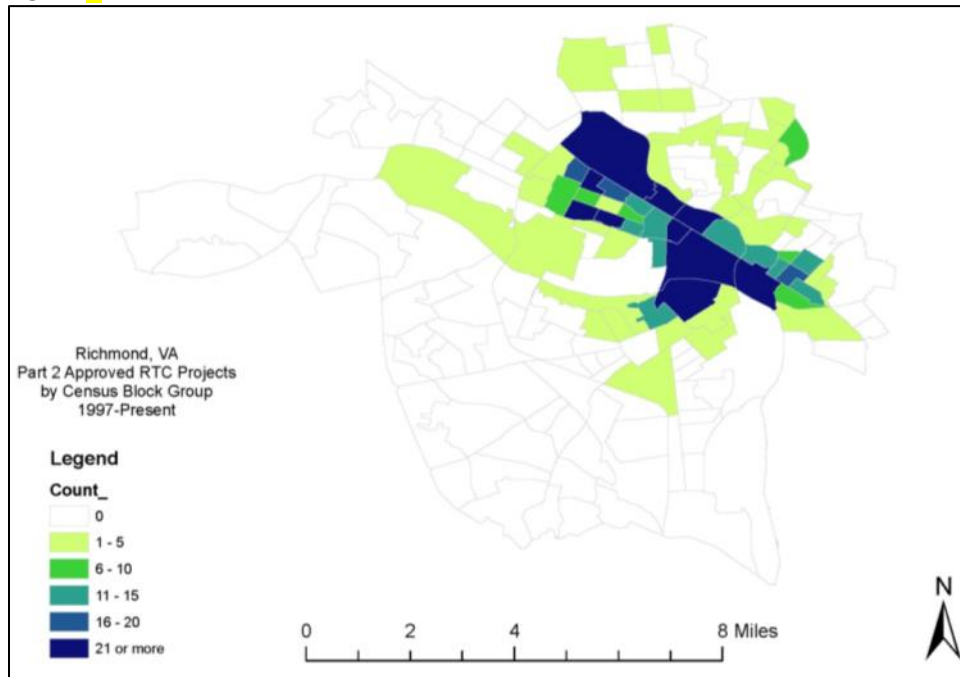 Richmond, VA
Part 2 Approved RTC Projects
by Census Block Group
1997-Present
Legend
Count_
0
1 - 5
6 - 10
11 - 15
16 - 20
21 or more
0 2 4 8 Miles
N